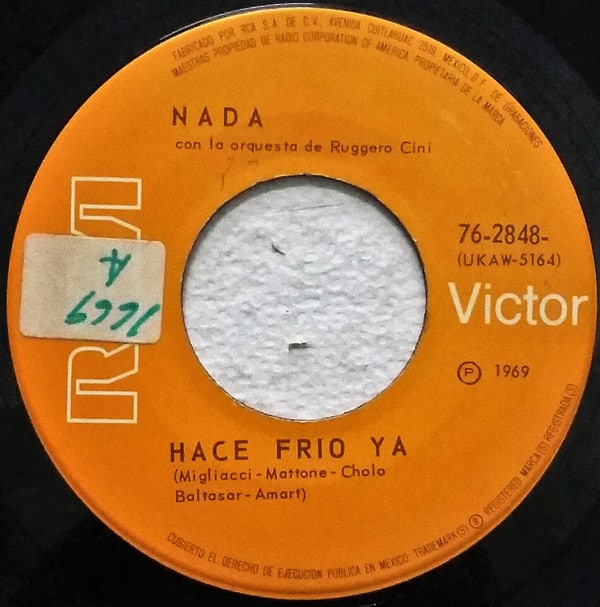 FABRICADO POR RCA S.A. DE C.V. AVENIDA CUITLAHUAC 2519, MEXICO, D.F. DE GRABACIONES
MAESTRAS PROPIEDAD DE RADIO CORPORATION OF AMERICA. PROPIETARIA DE LA MARCA.
NADA
con la orquesta de Ruggero Cini
76-2848-
(UKAW-5164)
Victor
Ⓟ 1969
HACE FRIO YA
(Migliacci - Mattone - Cholo
Baltasar - Amart)
CUBIERTO EL DERECHO DE EJECUCION PUBLICA EN MEXICO TRADEMARK(S) ® REGISTERED MARCA(S) REGISTRADA(S)